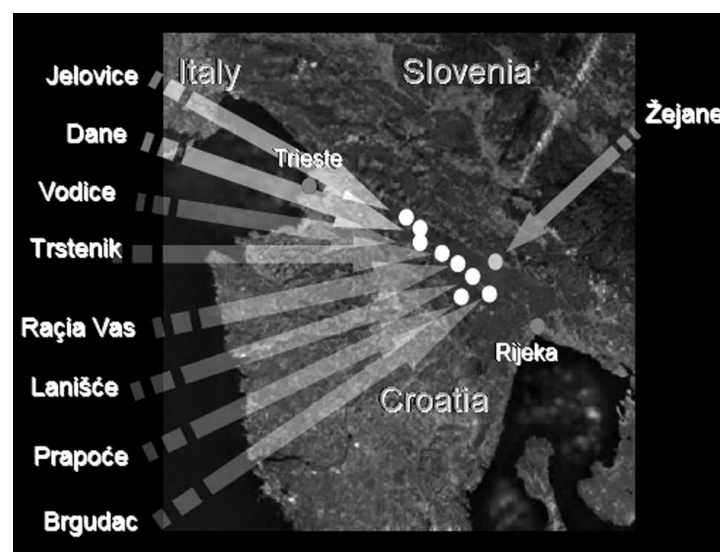 Jelovice
Italy
Slovenia
Žejane
Dane
Trieste
Vodice
Trstenik
Raçia Vas
Rijeka
Lanišće
Croatia
Prapoće
Brgudac